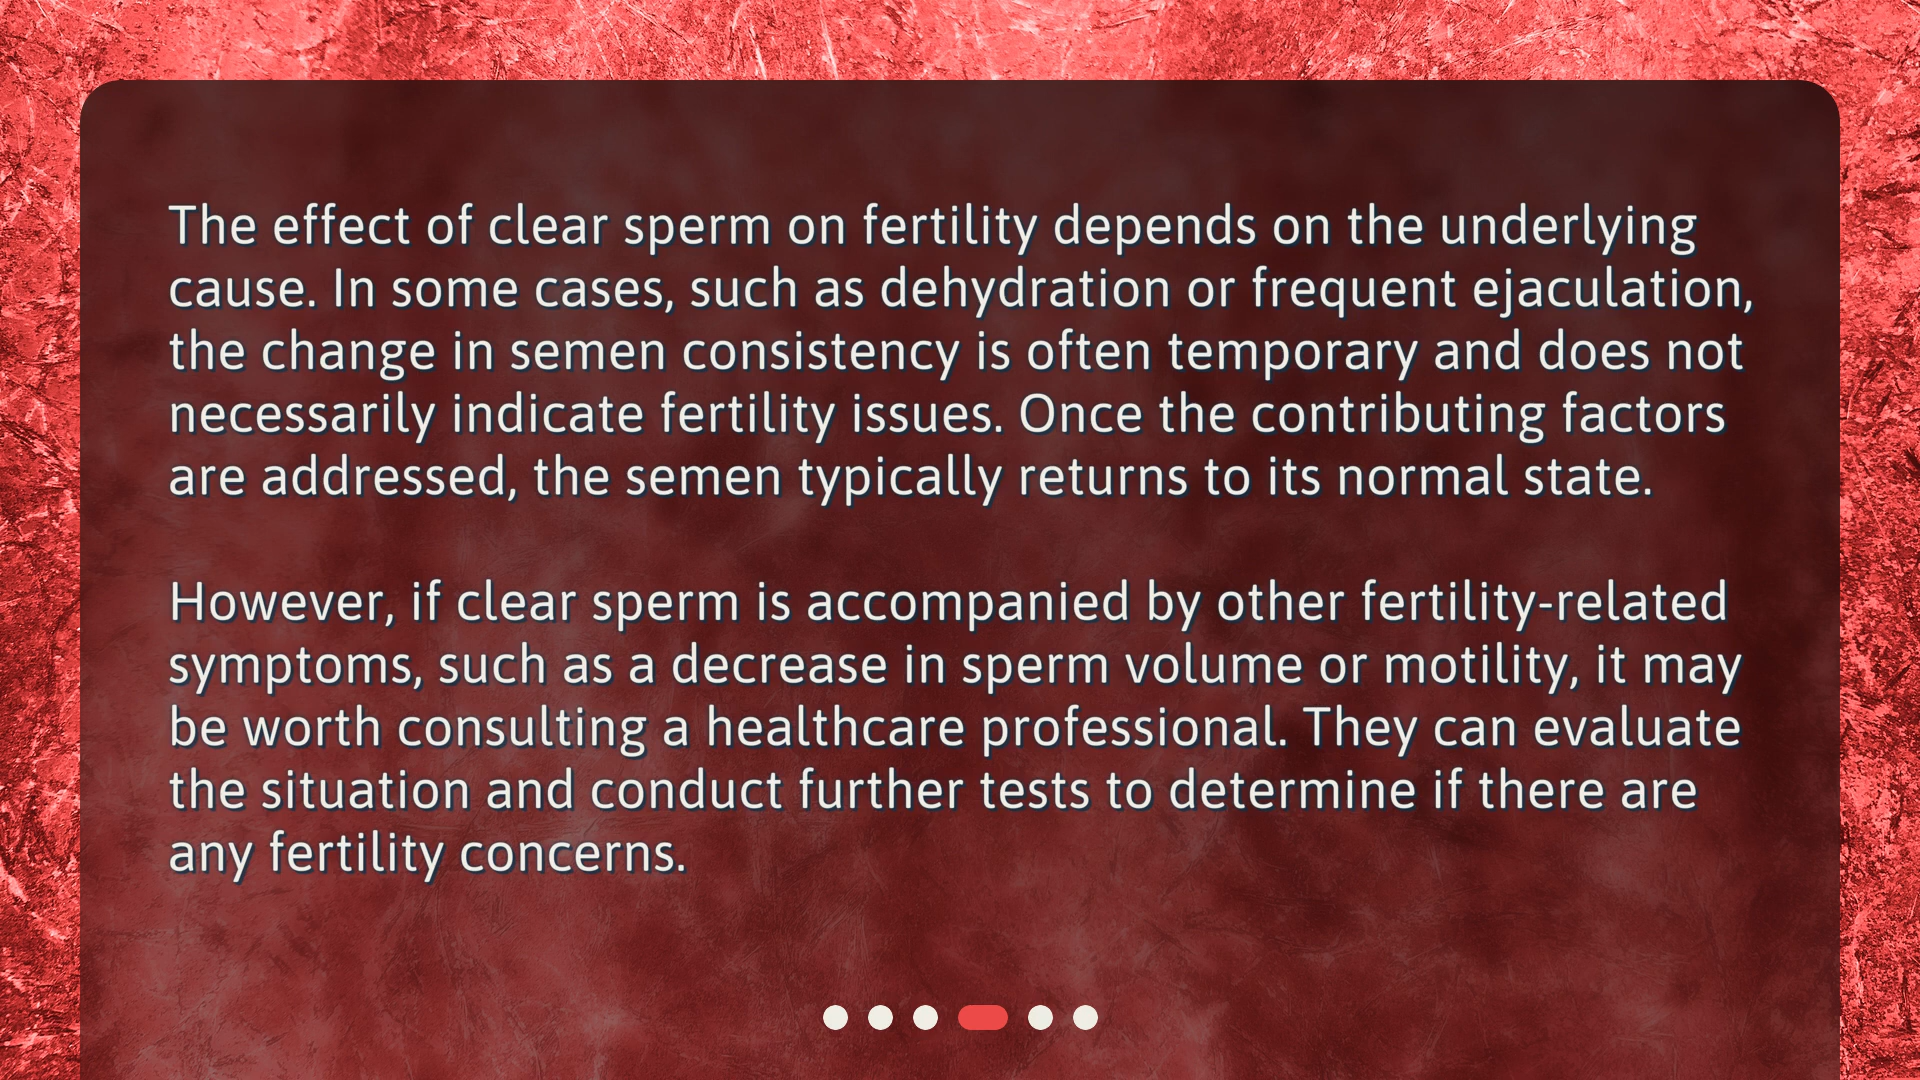 The effect of clear sperm on fertility depends on the underlying
cause. In some cases, such as dehydration or frequent ejaculation,
the change in semen consistency is often temporary and does not
necessarily indicate fertility issues. Once the contributing factors
are addressed, the semen typically returns to its normal state.
However, if clear sperm is accompanied by other fertility-related
symptoms, such as a decrease in sperm volume or motility, it may
be worth consulting a healthcare professional. They can evaluate
the situation and conduct further tests to determine if there are
any fertility concerns.